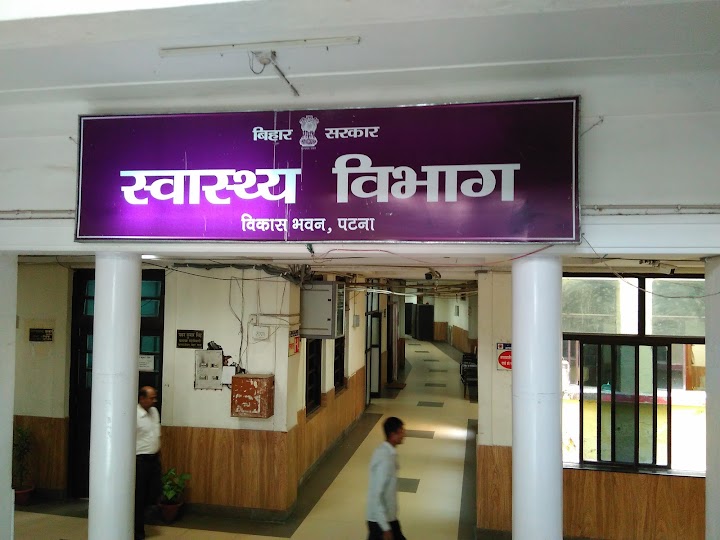 बिहार सरकार
स्वास्थ्य विभाग
विकास भवन, पटना